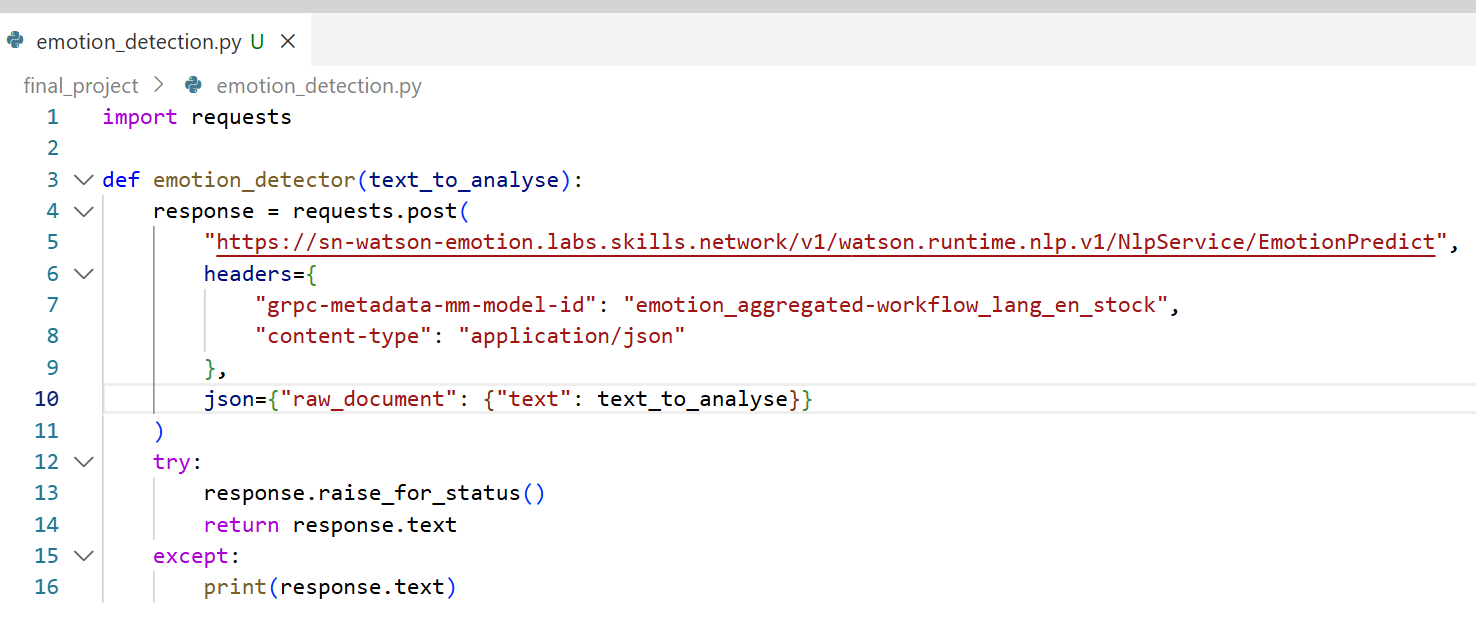 emotion_detection.py U
final_project > emotion_detection.py
1 import requests
2
3 def emotion_detector(text_to_analyse):
4     response = requests.post(
5         "https://sn-watson-emotion.labs.skills.network/v1/watson.runtime.nlp.v1/NlpService/EmotionPredict",
6         headers={
7             "grpc-metadata-mm-model-id": "emotion_aggregated-workflow_lang_en_stock",
8             "content-type": "application/json"
9         },
10         json={"raw_document": {"text": text_to_analyse}}
11     )
12     try:
13         response.raise_for_status()
14         return response.text
15     except:
16         print(response.text)